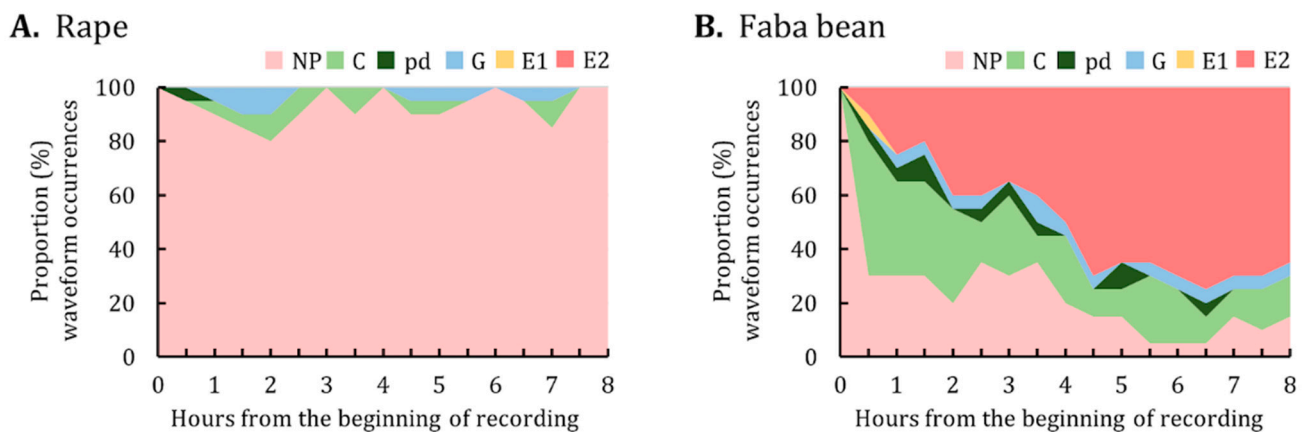 A. Rape
NP C pd G E1 E2
100
80
60
40
20
0
Proportion (%)
waveform occurrences
0 1 2 3 4 5 6 7 8
Hours from the beginning of recording
B. Faba bean
NP C pd G E1 E2
100
80
60
40
20
0
Proportion (%)
waveform occurrences
0 1 2 3 4 5 6 7 8
Hours from the beginning of recording